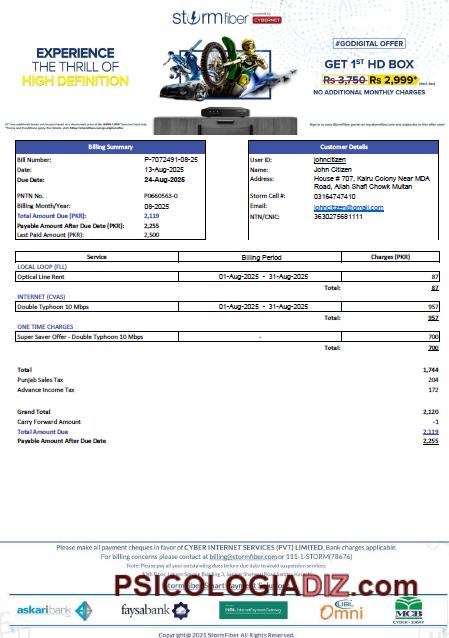 stormfiber powered by CYBERNET
#GODIGITAL OFFER
EXPERIENCE
THE THRILL OF
HIGH DEFINITION
GET 1ST HD BOX
Rs 3,750 Rs 2,999*
NO ADDITIONAL MONTHLY CHARGES
Billing Summary
Bill Number: P-7072491-08-25
Date: 13-Aug-2025
Due Date: 24-Aug-2025
PNTN No. P0660563-0
Billing Month/Year: 08-2025
Total Amount Due (PKR): 2,119
Payable Amount After Due Date (PKR): 2,255
Last Paid Amount (PKR): 2,500
Customer Details
User ID: johncitizen
Name: John Citizen
Address: House # 707, Kairu Colony Near MDA
Road, Allah Shafi Chowk Multan
Storm Cell #: 03164747410
Email: johncitizen@gmail.com
NTN/CNIC: 3630275681111
Service Billing Period Charges (PKR)
LOCAL LOOP (FLL)
Optical Line Rent 01-Aug-2025 - 31-Aug-2025 87
Total: 87
INTERNET (CVAS)
Double Typhoon 10 Mbps 01-Aug-2025 - 31-Aug-2025 957
Total: 957
ONE TIME CHARGES
Super Saver Offer - Double Typhoon 10 Mbps - 700
Total: 700
Total 1,744
Punjab Sales Tax 204
Advance Income Tax 172
Grand Total 2,120
Carry Forward Amount -1
Total Amount Due 2,119
Payable Amount After Due Date 2,255
Please make all payment cheques in favor of CYBER INTERNET SERVICES (PVT) LIMITED, Bank charges applicable.
For billing concerns please contact at billing@stormfiber.com or 111-1-STORM(78676)
Note: Please pay all your outstanding dues before due date to avoid suspension services.
PSICOLOGIADIZ.com
askaribank
faysabank
HBL InternetPaymentGateway
UBL Omni
MCB
Copyright@ 2021 StormFiber All Rights Reserved.